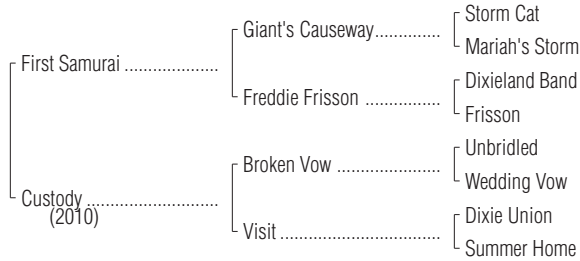 Storm Cat
Giant's Causeway..............
Mariah's Storm
First Samurai ....................
Dixieland Band
Freddie Frisson ................
Frisson
Unbridled
Broken Vow ......................
Wedding Vow
Custody ............................
(2010)
Dixie Union
Visit ..................................
Summer Home